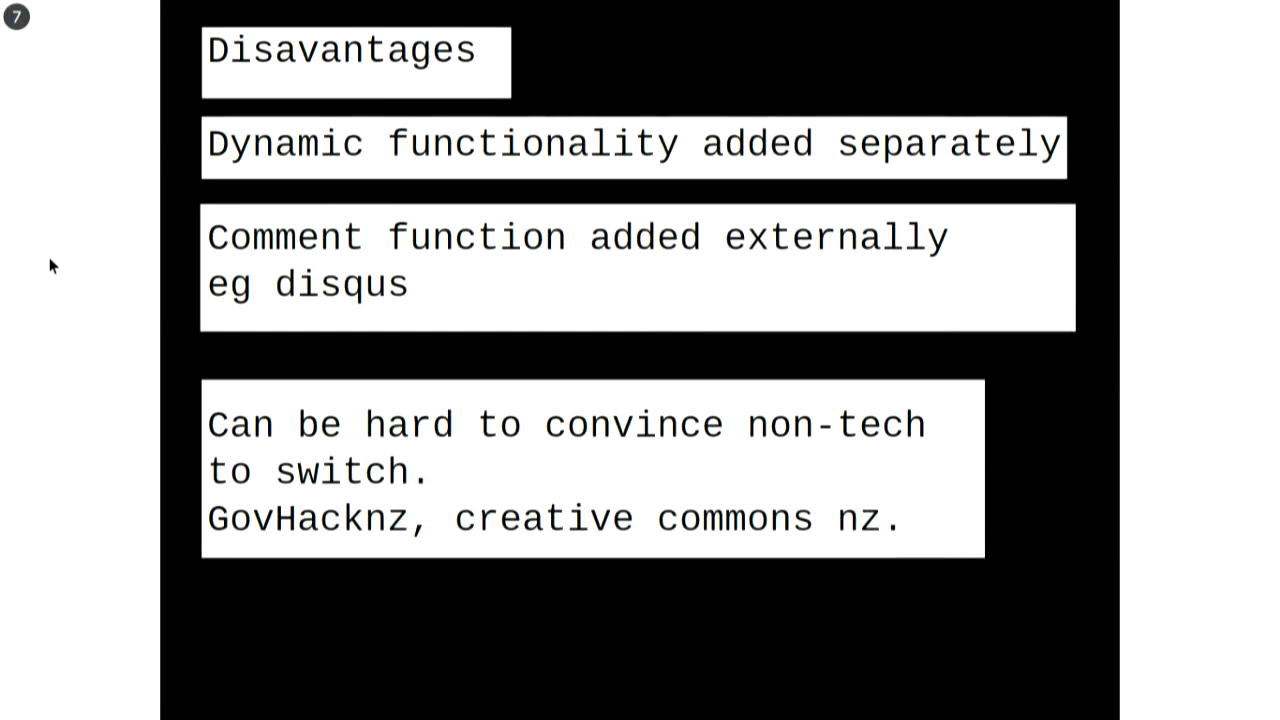 7
Disavantages
Dynamic functionality added separately
Comment function added externally
eg disqus
Can be hard to convince non-tech
to switch.
GovHacknz, creative commons nz.